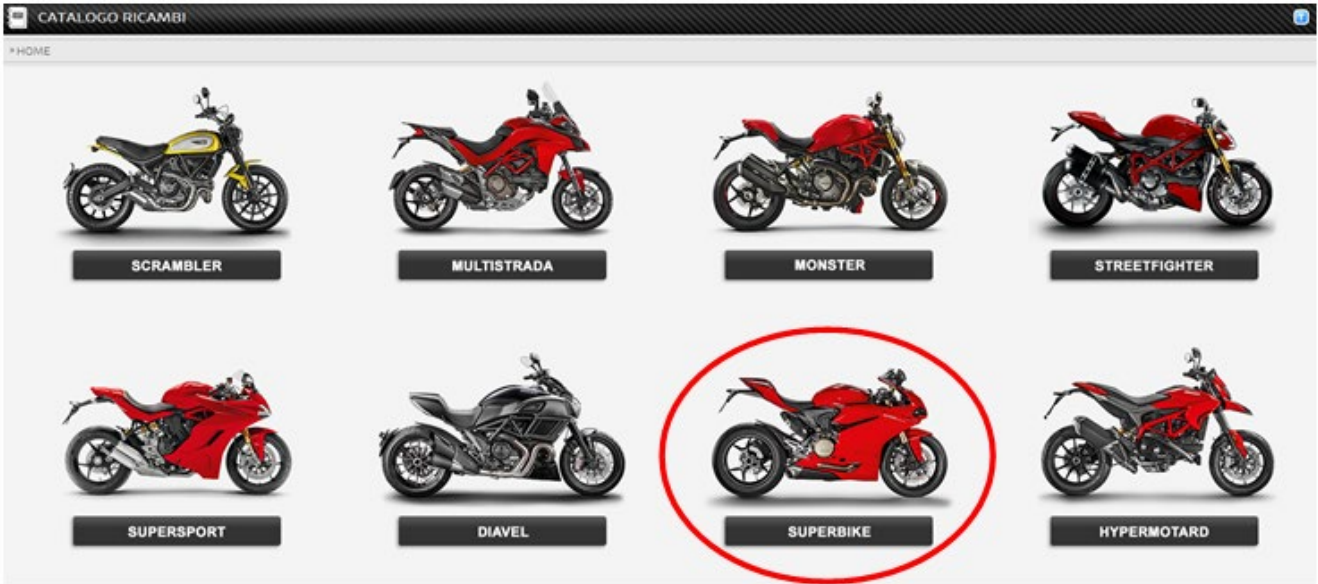 CATALOGO RICAMBI
»HOME
SCRAMBLER
MULTISTRADA
MONSTER
STREETFIGHTER
SUPERSPORT
DIAVEL
SUPERBIKE
HYPERMOTARD